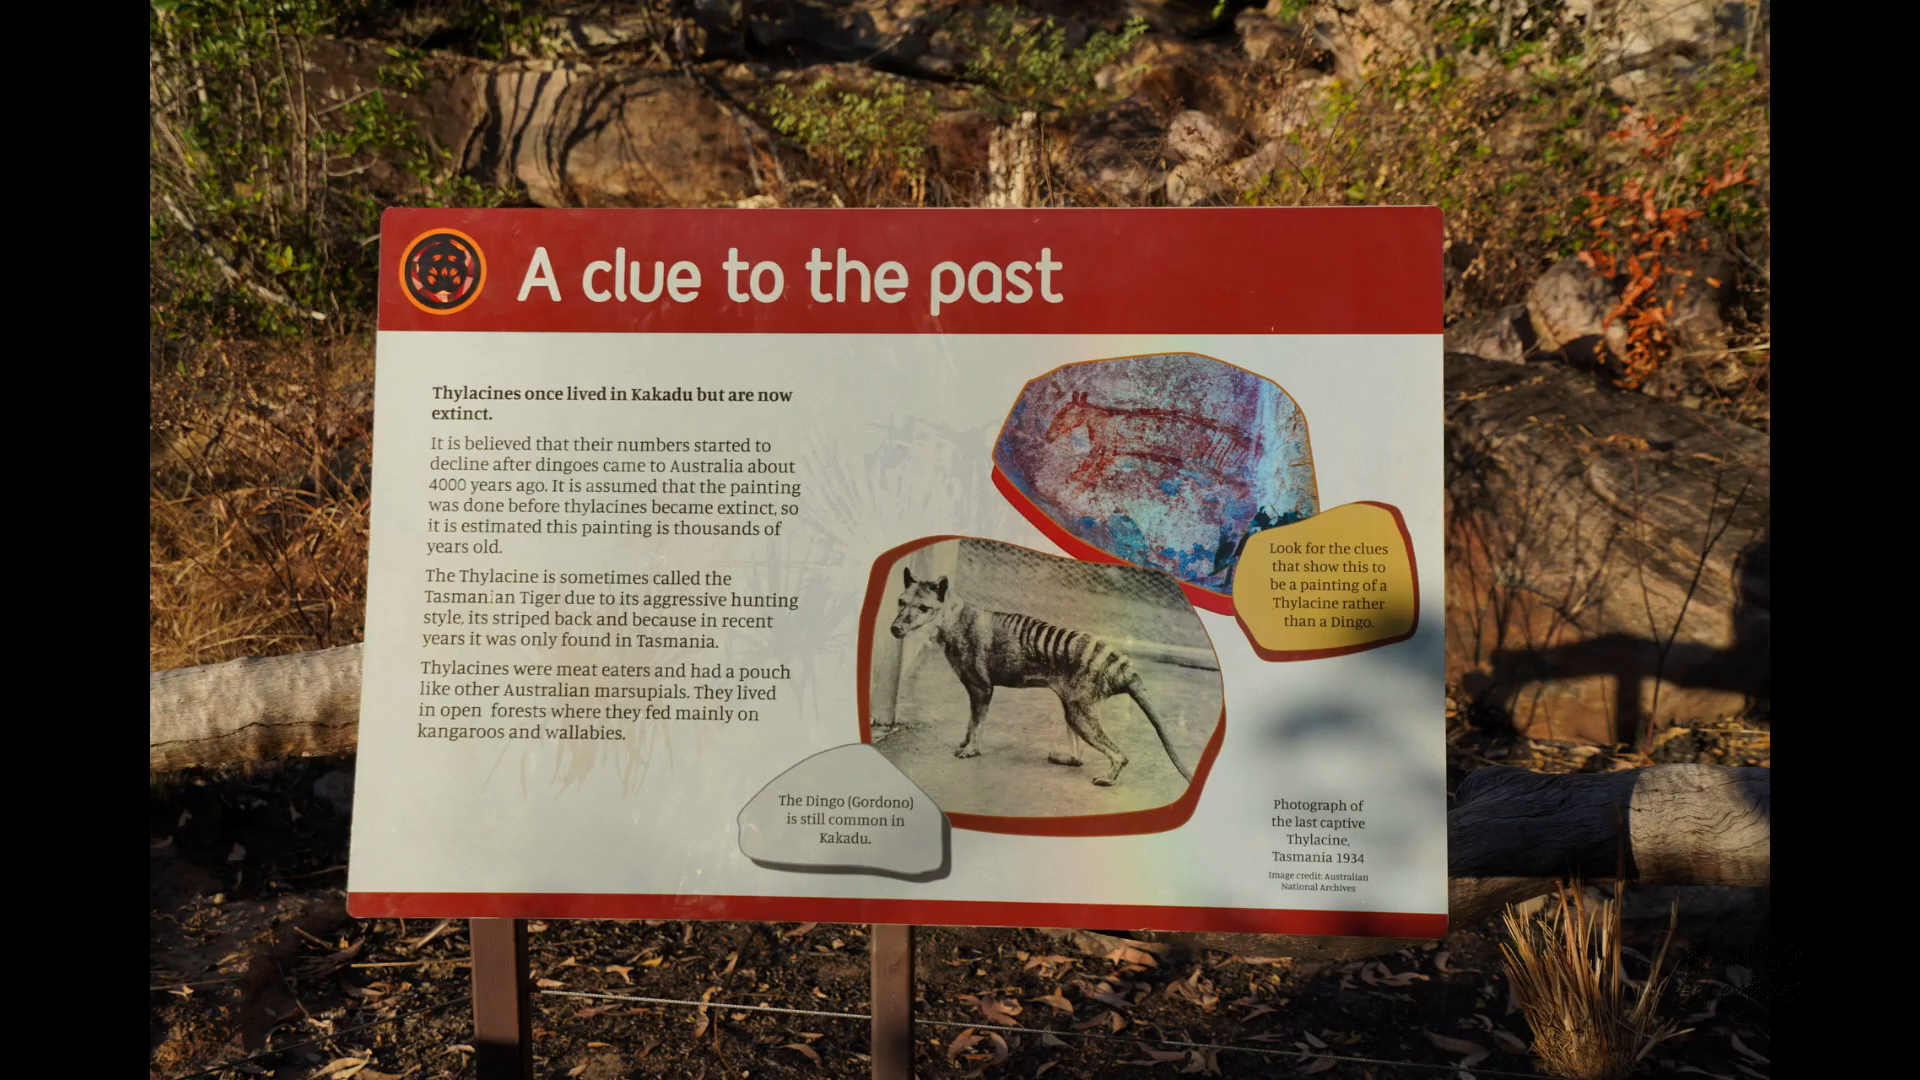 A clue to the past
Thylacines once lived in Kakadu but are now
extinct.
It is believed that their numbers started to
decline after dingoes came to Australia about
4000 years ago. It is assumed that the painting
was done before thylacines became extinct, so
it is estimated this painting is thousands of
years old.
The Thylacine is sometimes called the
Tasmanian Tiger due to its aggressive hunting
style, its striped back and because in recent
years it was only found in Tasmania.
Thylacines were meat eaters and had a pouch
like other Australian marsupials. They lived
in open forests where they fed mainly on
kangaroos and wallabies.
Look for the clues
that show this to
be a painting of a
Thylacine rather
than a Dingo.
The Dingo (Gordono)
is still common in
Kakadu.
Photograph of
the last captive
Thylacine,
Tasmania 1934
Image credit: Australian
National Archives